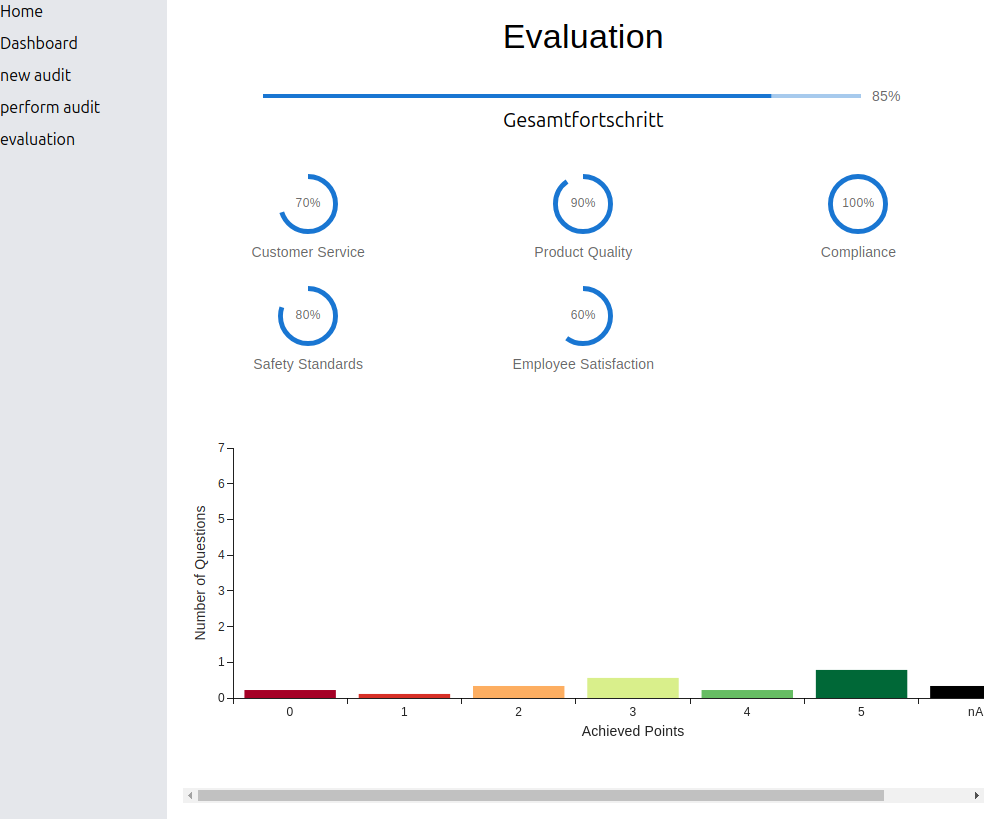 Home
Dashboard
new audit
perform audit
evaluation
Evaluation
85%
Gesamtfortschritt
70%
Customer Service
90%
Product Quality
100%
Compliance
80%
Safety Standards
60%
Employee Satisfaction
Number of Questions
7
6
5
4
3
2
1
0
0 1 2 3 4 5 nA
Achieved Points